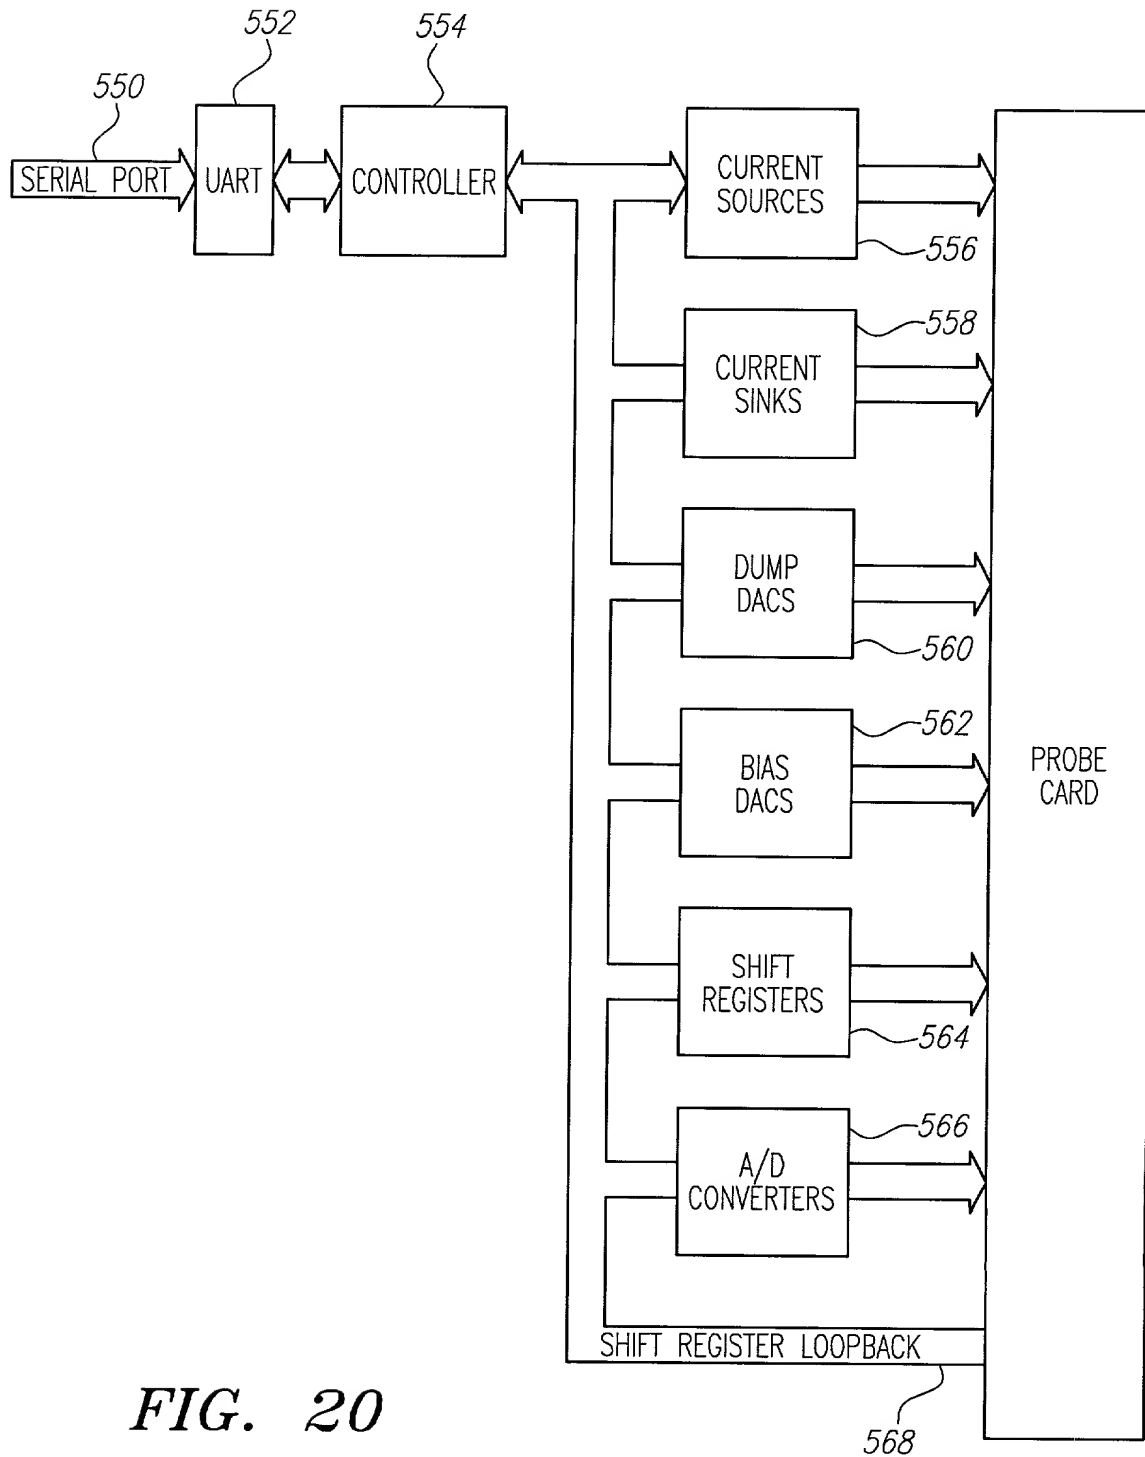 552
554
550
SERIAL PORT
UART
CONTROLLER
CURRENT
SOURCES
556
558
CURRENT
SINKS
DUMP
DACS
560
562
BIAS
DACS
PROBE
CARD
SHIFT
REGISTERS
564
566
A/D
CONVERTERS
SHIFT REGISTER LOOPBACK
568
FIG. 20